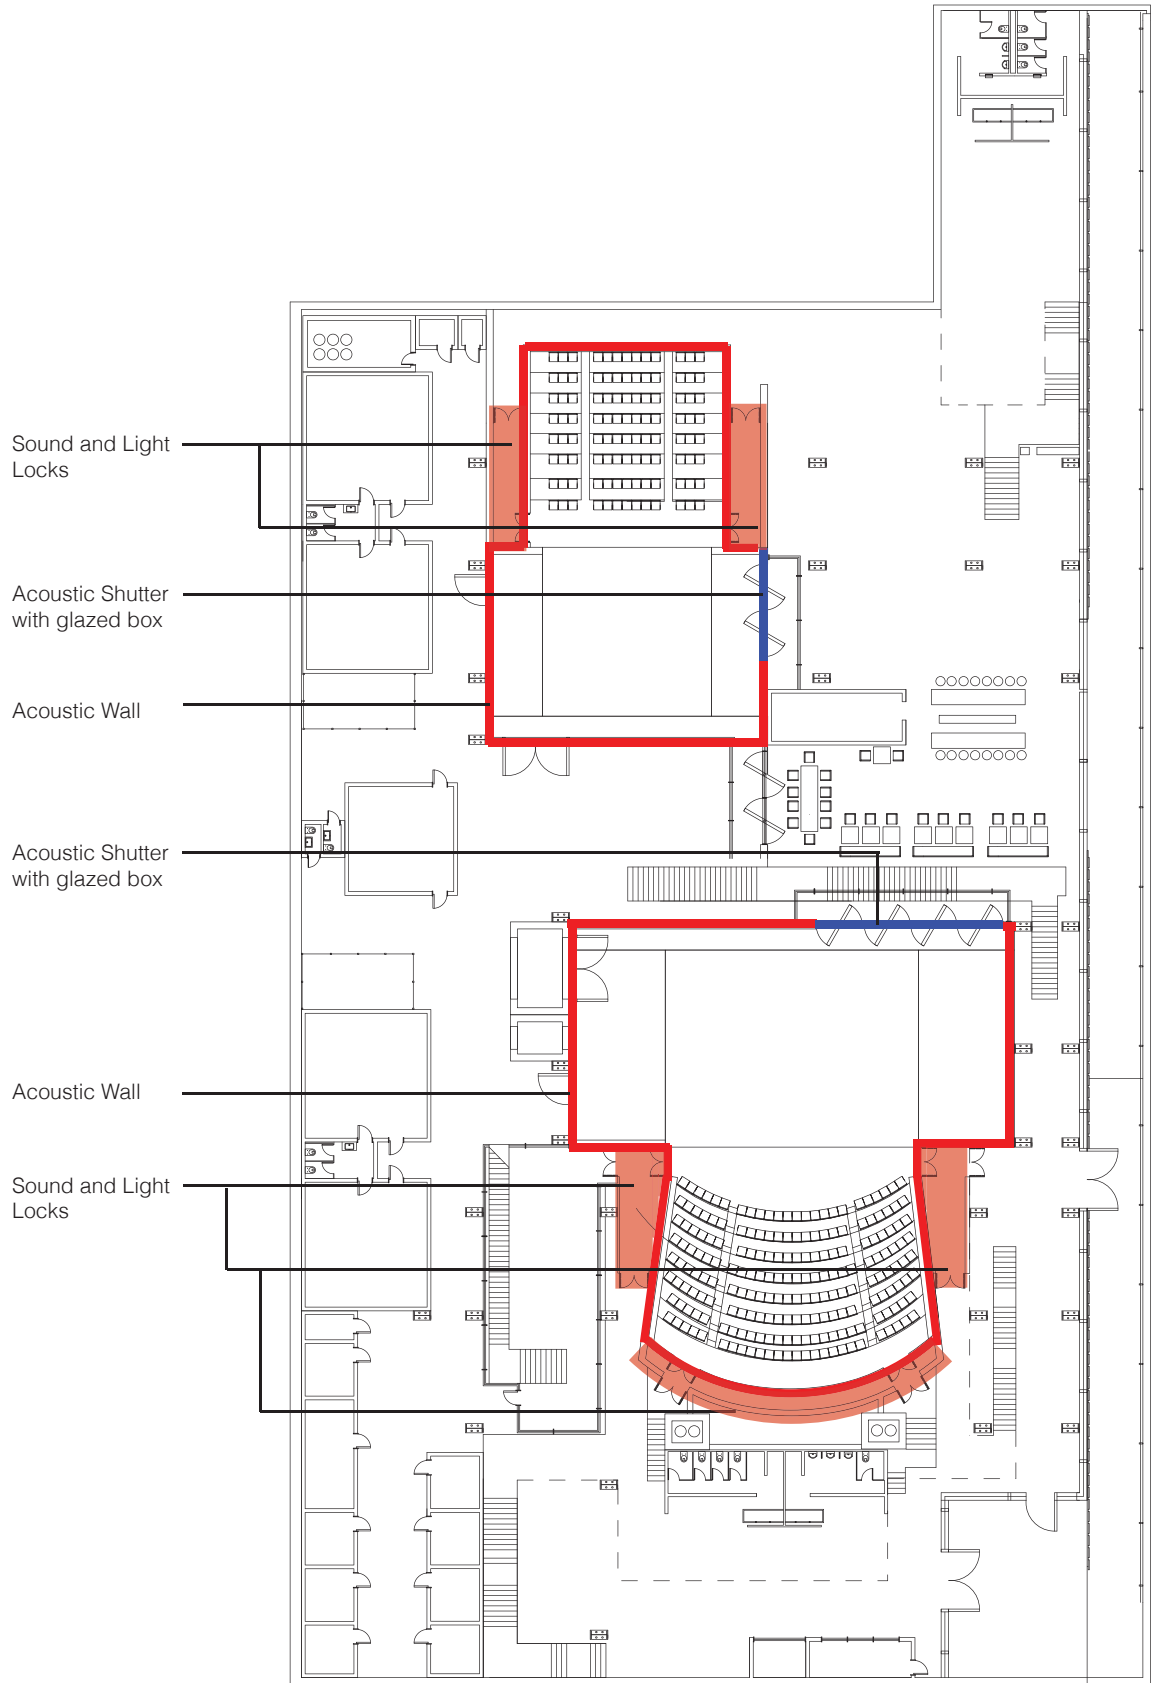 Sound and Light
Locks
Acoustic Shutter
with glazed box
Acoustic Wall
Acoustic Shutter
with glazed box
Acoustic Wall
Sound and Light
Locks